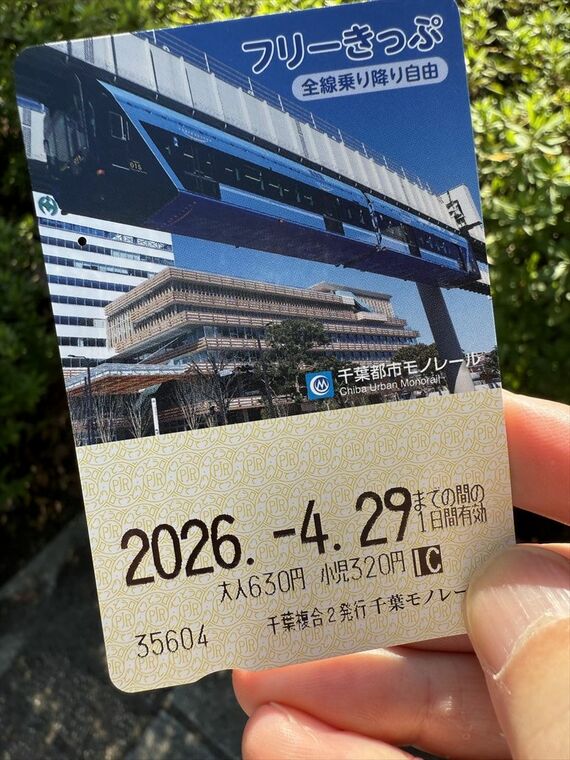 フリーきっぷ
全線乗り降り自由
015
千葉都市モノレール
Chiba Urban Monorail
2026.-4.29までの間の
1日間有効
大人630円 小児320円 IC
千葉複合2発行千葉モノレー
35604